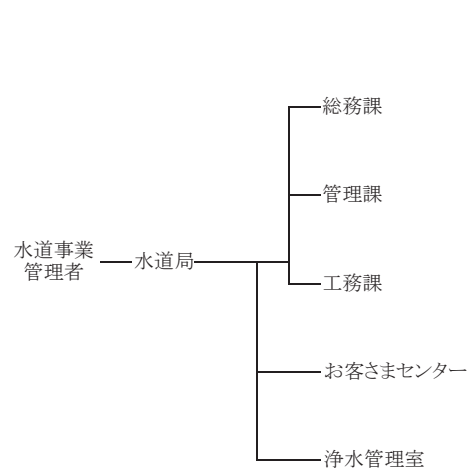 総務課
管理課
水道事業
管理者
水道局
工務課
お客さまセンター
浄水管理室